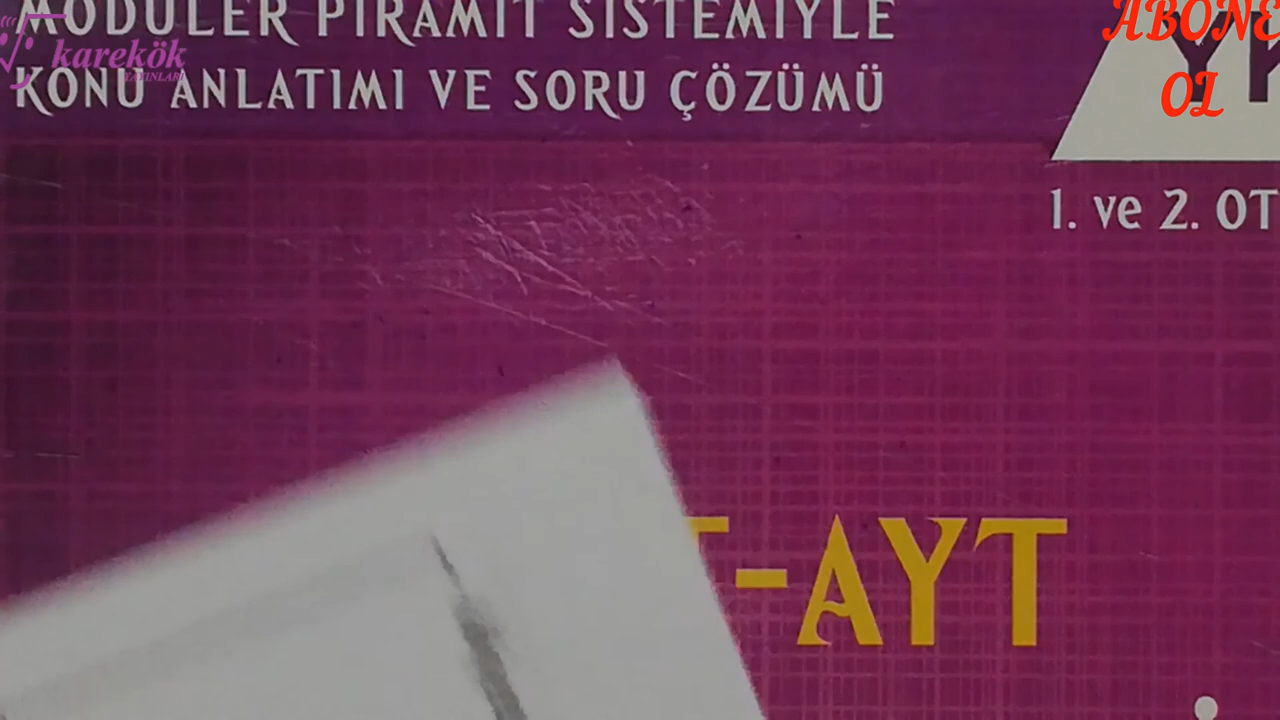 MODÜLER PİRAMİT SİSTEMİYLE
KONU ANLATIMI VE SORU ÇÖZÜMÜ
karekök
YAYINLARI
ABONE
OL
1. ve 2. OT
-AYT